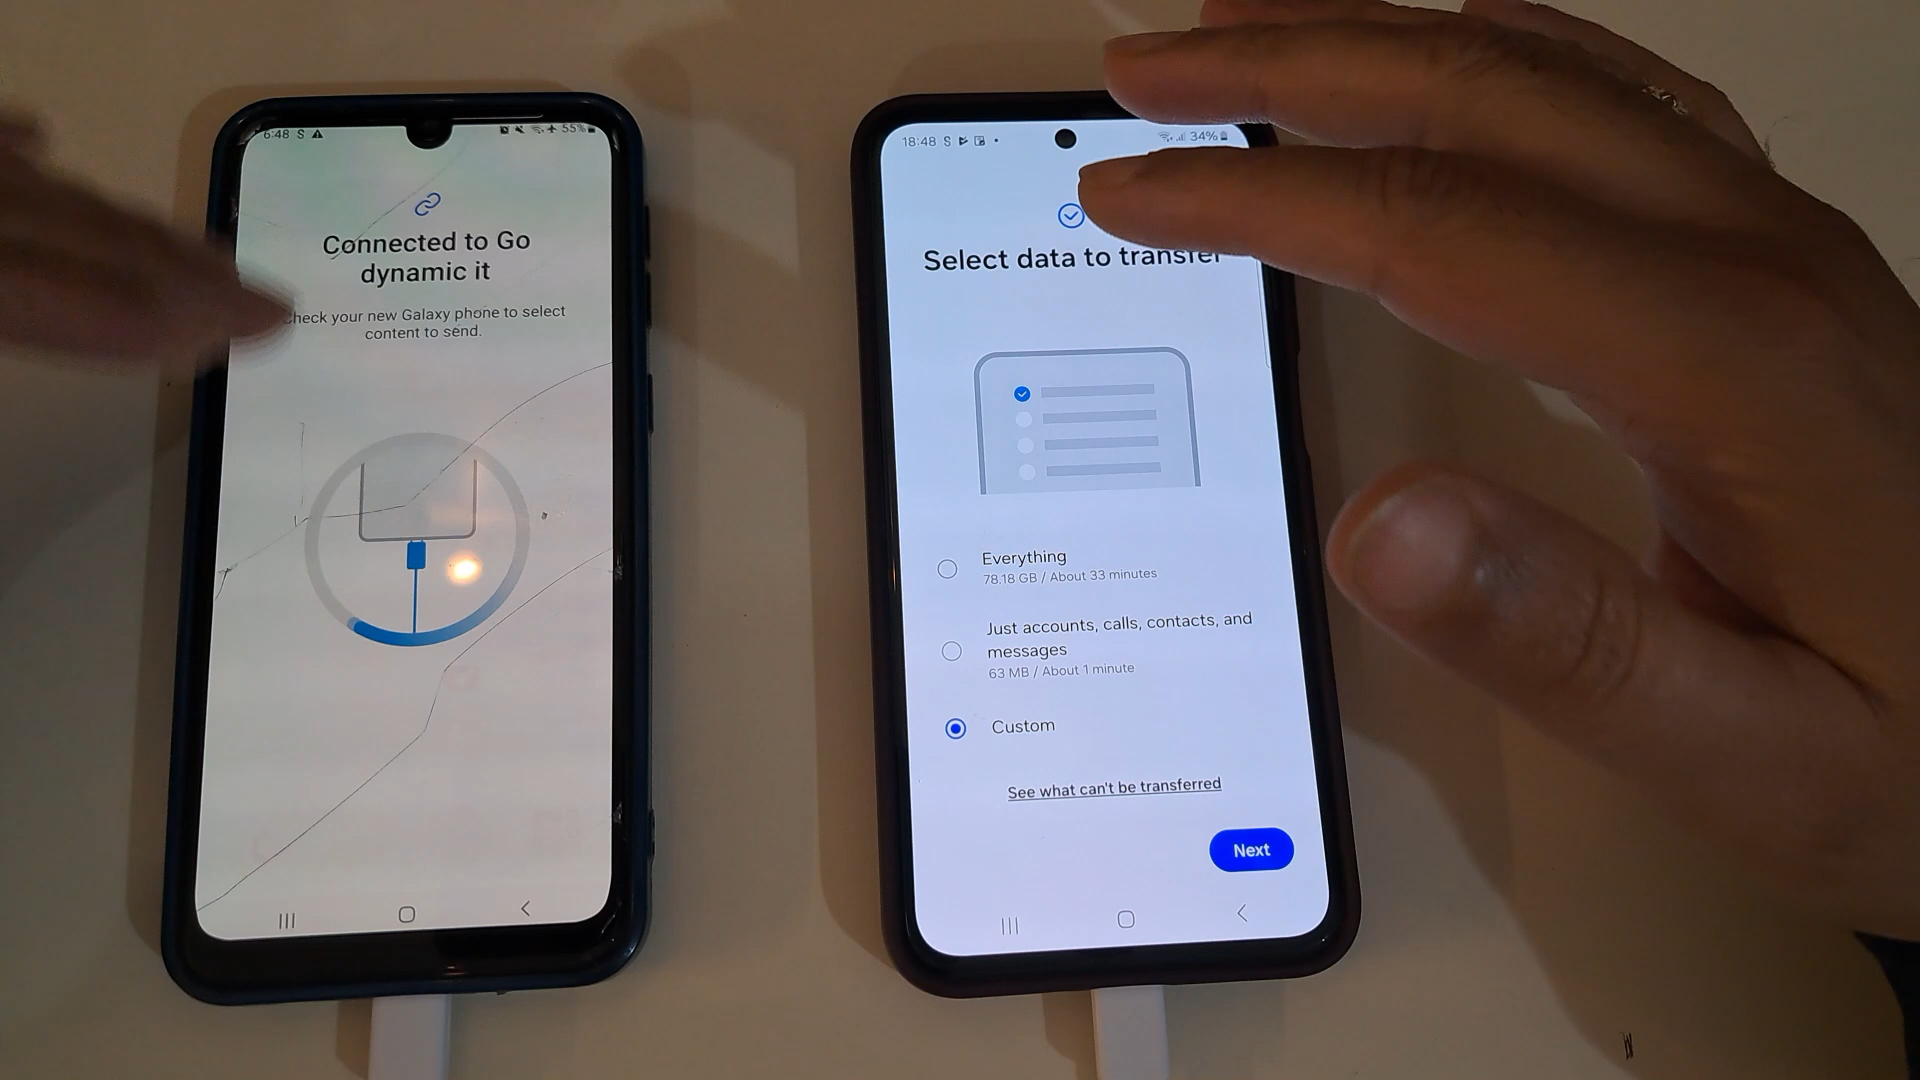 6:48 S
55%
Connected to Go
dynamic it
check your new Galaxy phone to select
content to send.
18:48 S
34%
Select data to transfer
Everything
78.18 GB / About 33 minutes
Just accounts, calls, contacts, and
messages
63 MB / About 1 minute
Custom
See what can't be transferred
Next